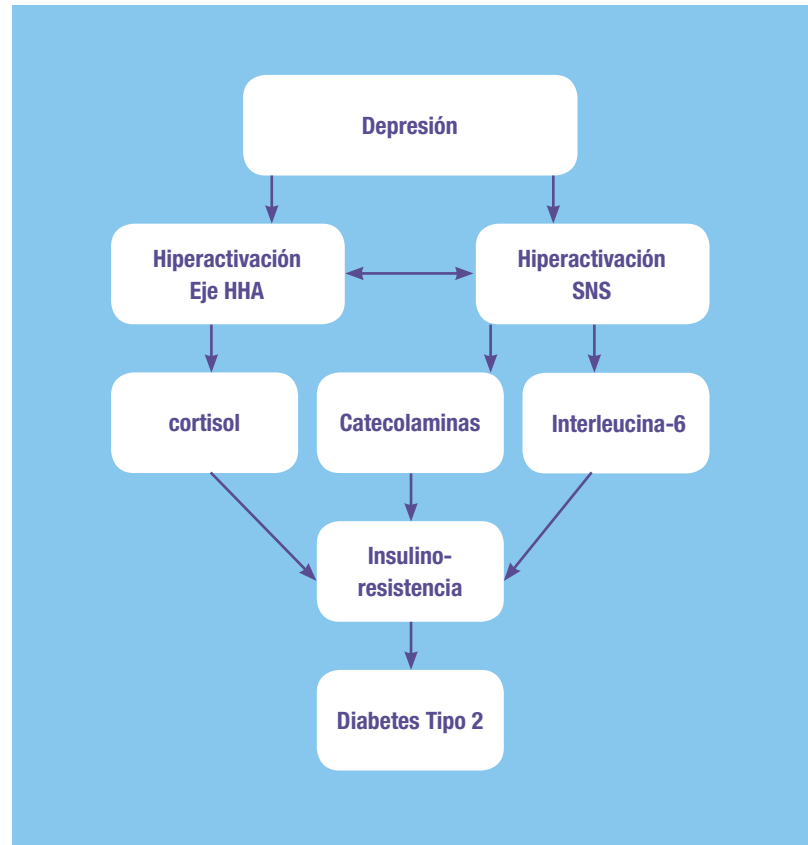 Depresión
Hiperactivación
Eje HHA
Hiperactivación
SNS
cortisol
Catecolaminas
Interleucina-6
Insulino-
resistencia
Diabetes Tipo 2